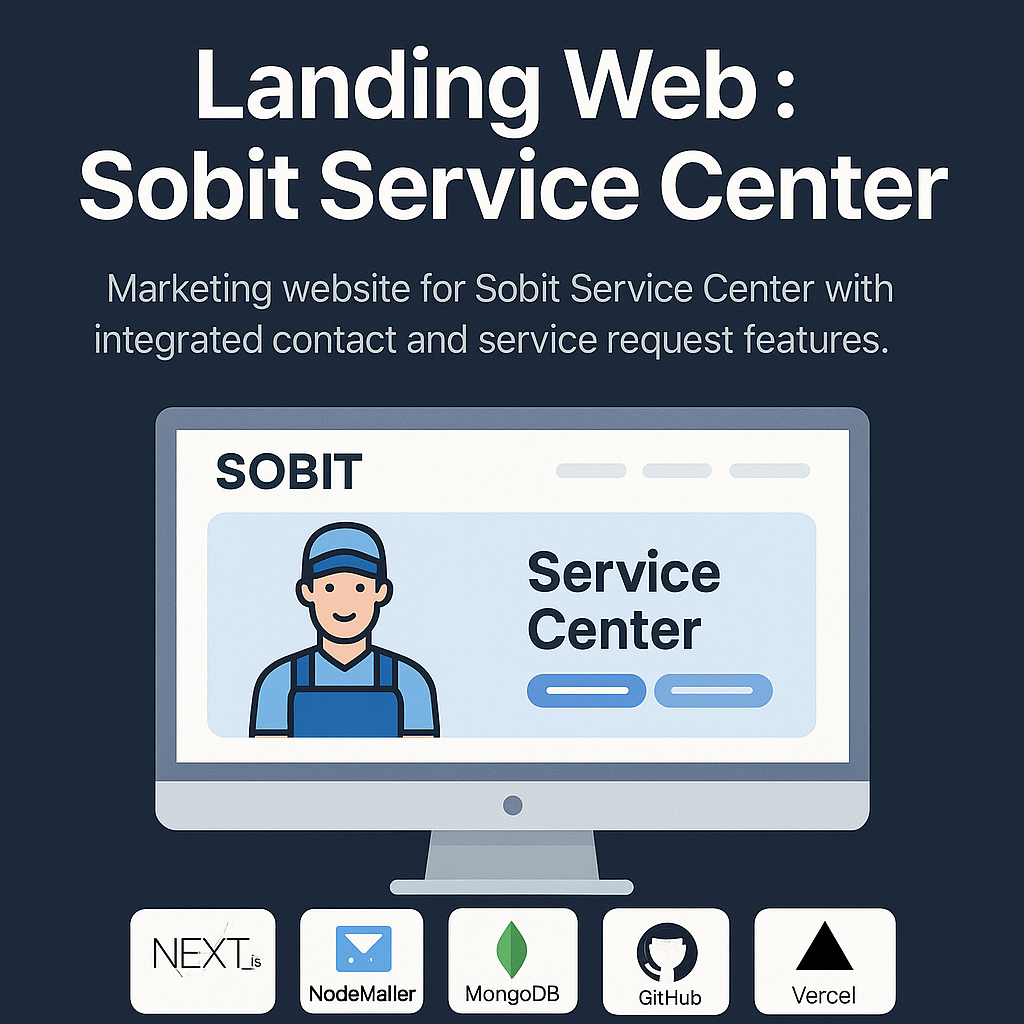 Landing Web :
Sobit Service Center
Marketing website for Sobit Service Center with
integrated contact and service request features.
SOBIT
Service
Center
NEXT.is
NodeMaller
MongoDB
GitHub
Vercel